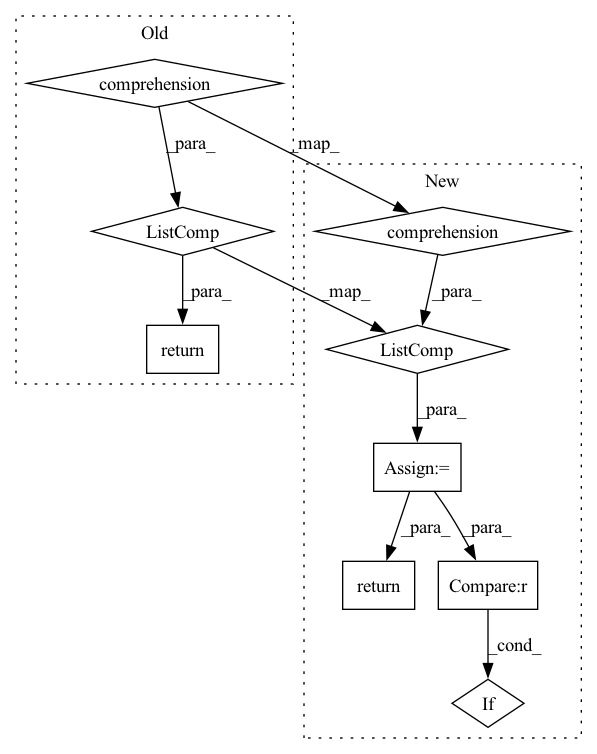 Old
comprehension
_para_
_map_
New
ListComp
comprehension
_para_
_map_
_para_
return
ListComp
_para_
Assign:=
_para_
_para_
return
Compare:r
_cond_
If